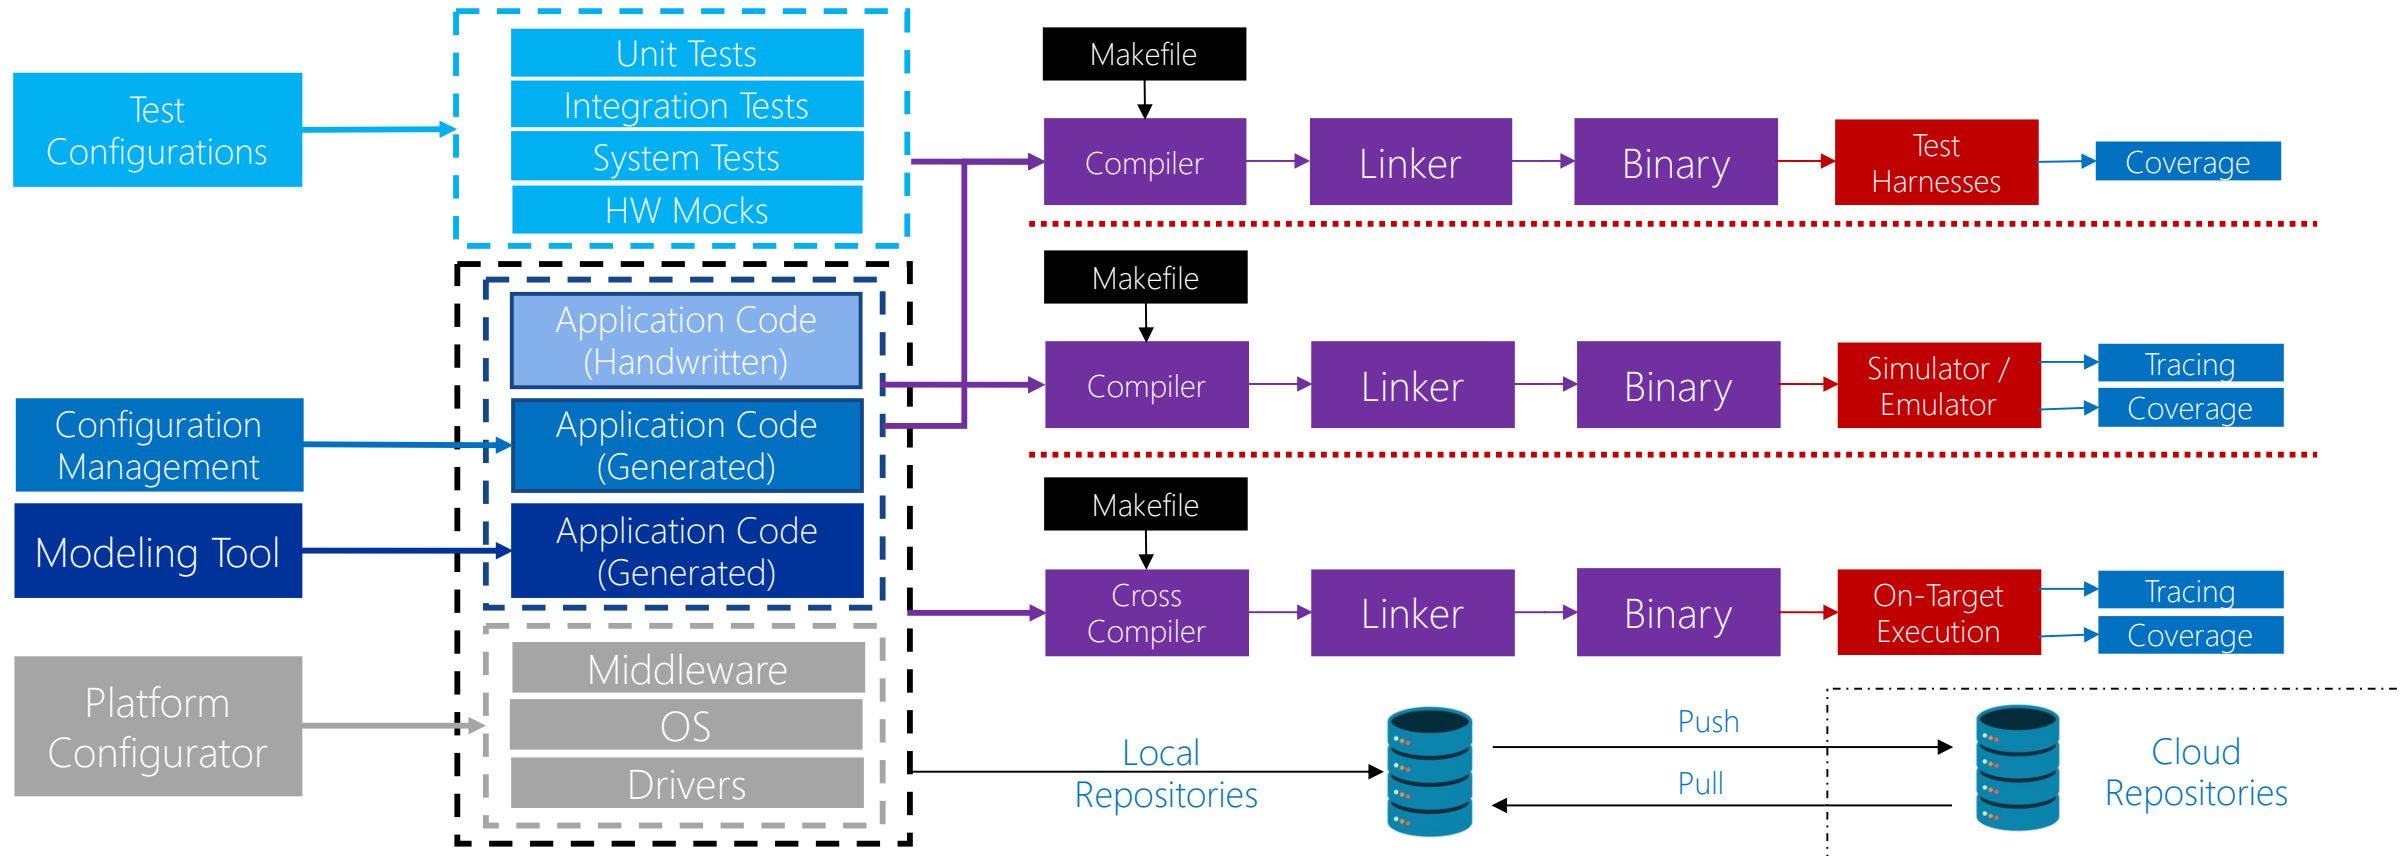 Test
Configurations
Unit Tests
Integration Tests
System Tests
HW Mocks
Makefile
Compiler
Linker
Binary
Test
Harnesses
Coverage
Configuration
Management
Modeling Tool
Application Code
(Handwritten)
Application Code
(Generated)
Application Code
(Generated)
Makefile
Compiler
Linker
Binary
Simulator /
Emulator
Tracing
Coverage
Makefile
Cross
Compiler
Linker
Binary
On-Target
Execution
Tracing
Coverage
Platform
Configurator
Middleware
OS
Drivers
Local
Repositories
Push
Pull
Cloud
Repositories